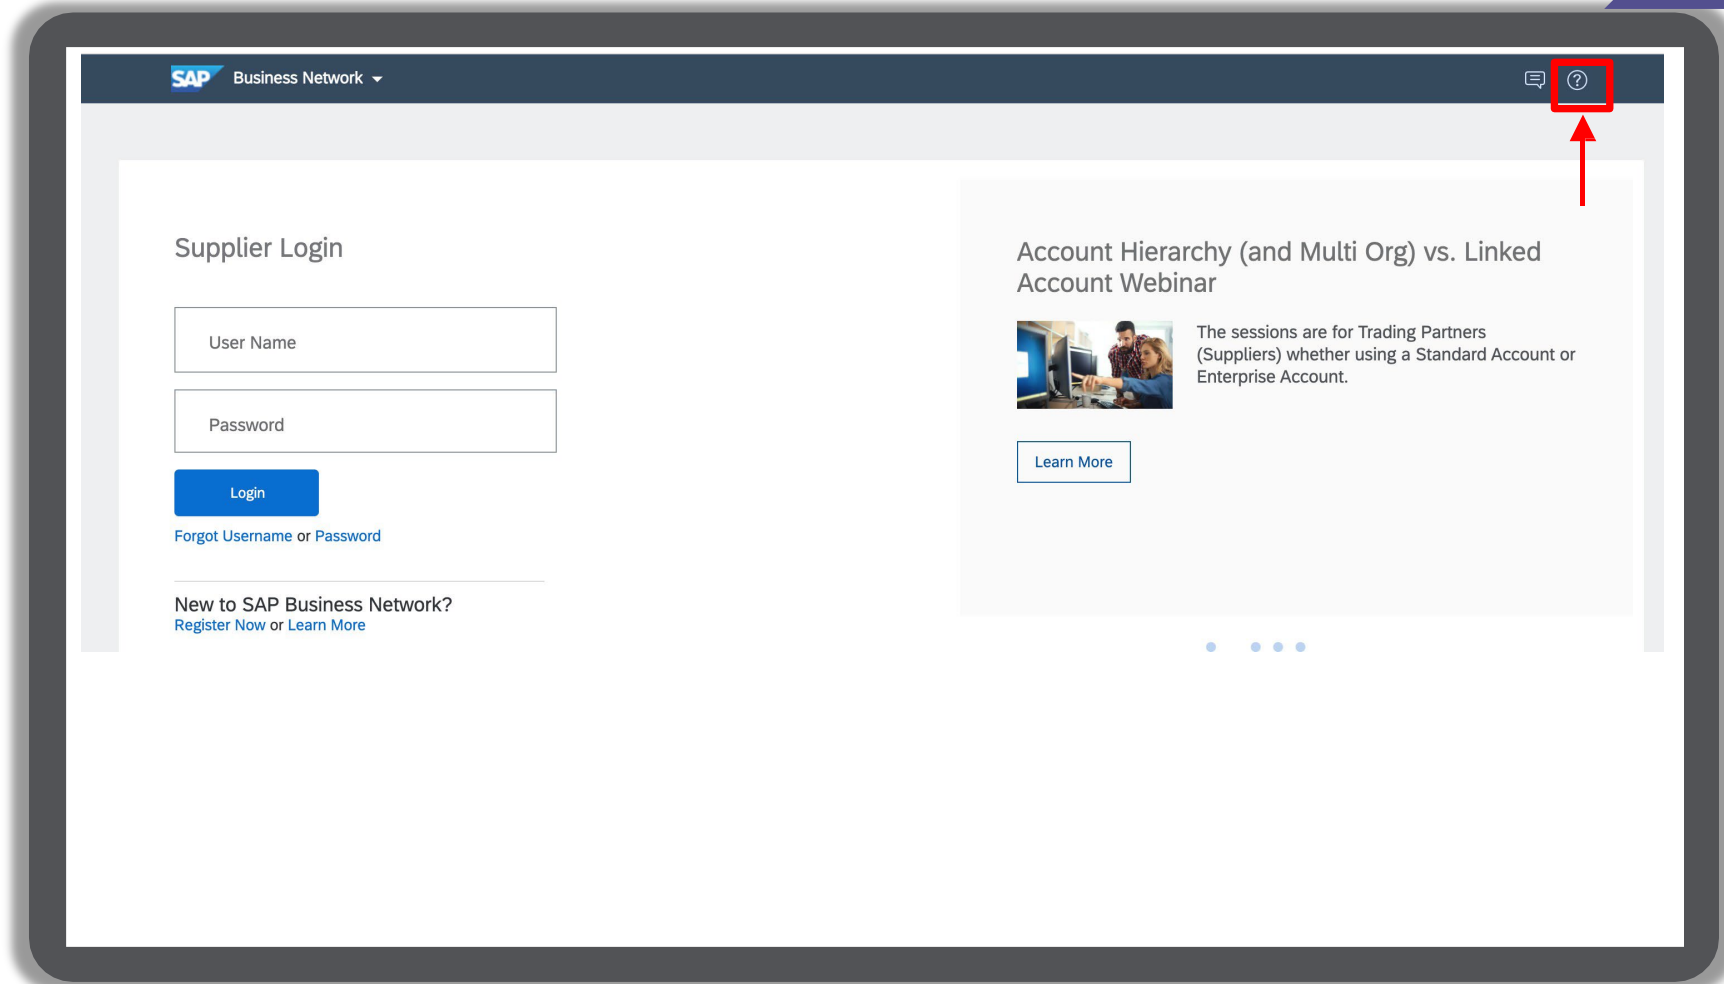 SAP Business Network
?
Supplier Login
User Name
Password
Login
Forgot Username or Password
New to SAP Business Network?
Register Now or Learn More
Account Hierarchy (and Multi Org) vs. Linked
Account Webinar
The sessions are for Trading Partners
(Suppliers) whether using a Standard Account or
Enterprise Account.
Learn More